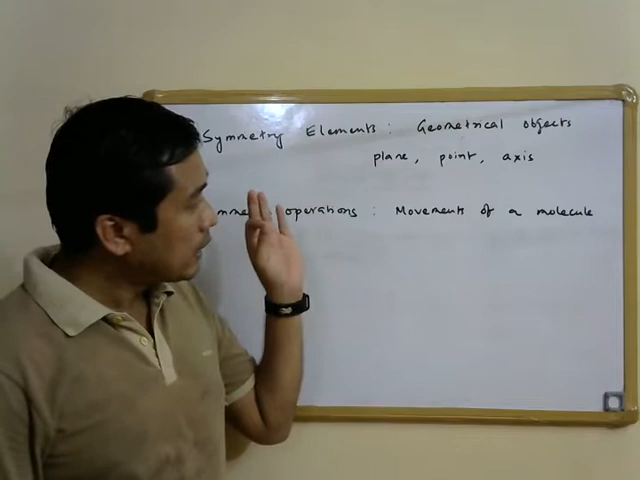 Symmetry Elements : Geometrical objects
plane, point, axis
operations : Movements of a molecule